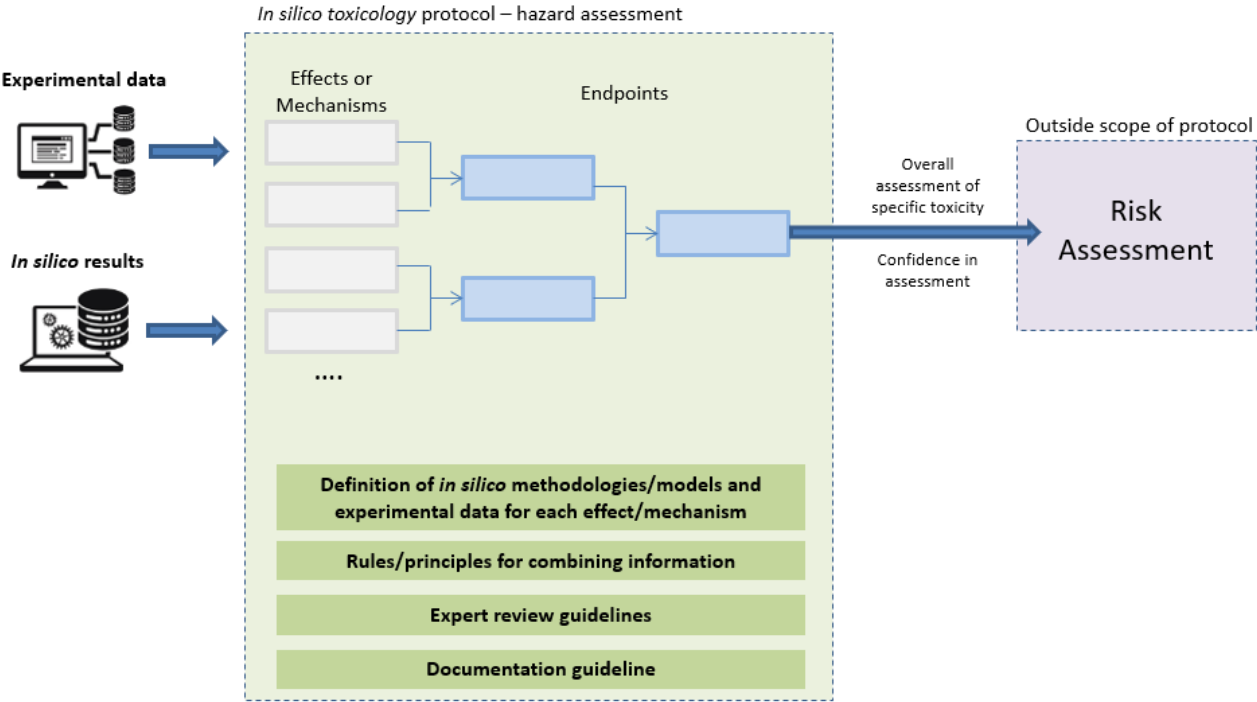 In silico toxicology protocol – hazard assessment
Experimental data
In silico results
Effects or
Mechanisms
Endpoints
....
Definition of in silico methodologies/models and
experimental data for each effect/mechanism
Rules/principles for combining information
Expert review guidelines
Documentation guideline
Overall
assessment of
specific toxicity
Confidence in
assessment
Outside scope of protocol
Risk
Assessment